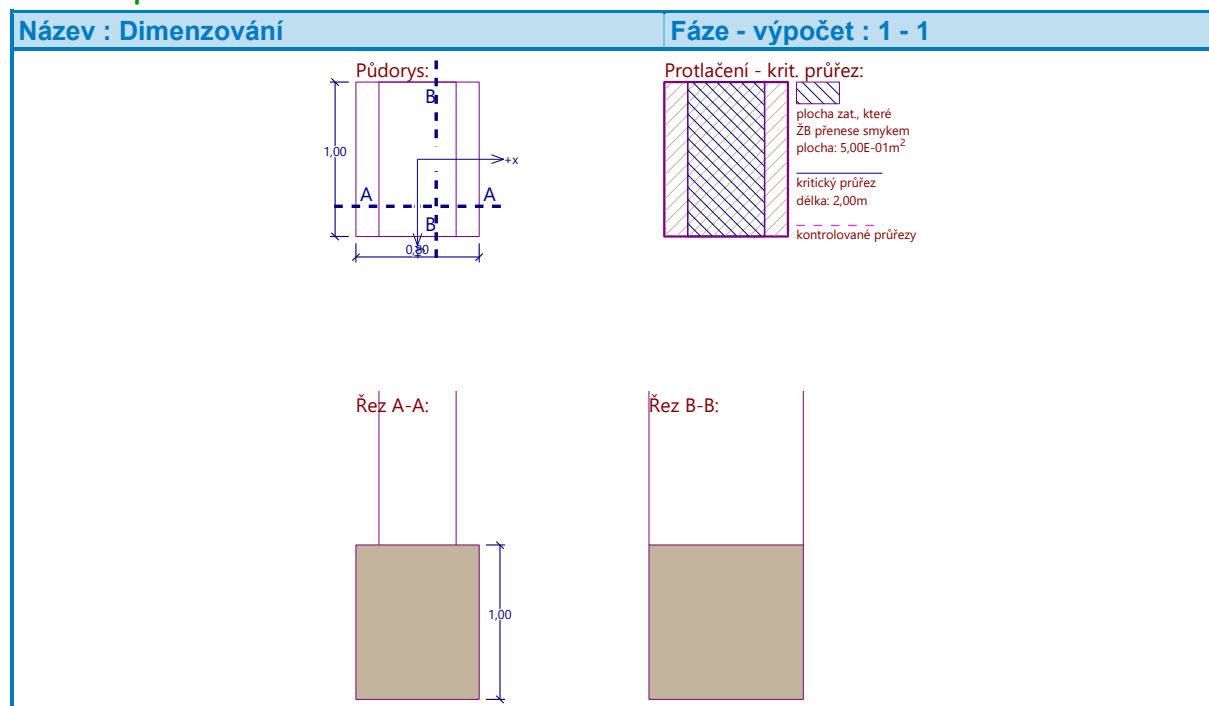 Název : Dimenzování
Fáze - výpočet : 1 - 1
Půdorys:
B
1,00
+x
A
A
B
0,80
Protlačení - krit. průřez:
plocha zat., které
ŽB přenese smykem
plocha: 5,00E-01m²
kritický průřez
délka: 2,00m
kontrolované průřezy
Řez A-A:
1,00
Řez B-B: